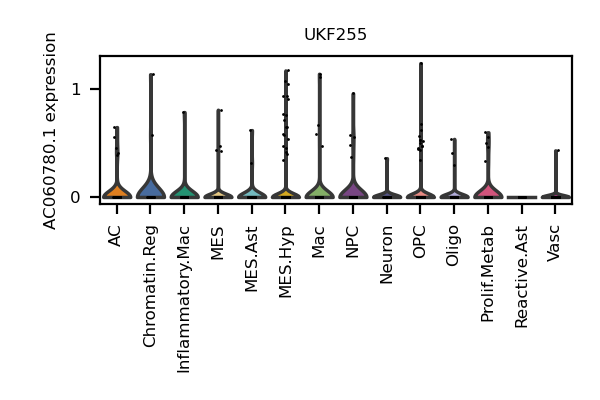 UKF255
AC060780.1 expression
1
0
AC
Chromatin.Reg
Inflammatory.Mac
MES
MES.Ast
MES.Hyp
Mac
NPC
Neuron
OPC
Oligo
Prolif.Metab
Reactive.Ast
Vasc